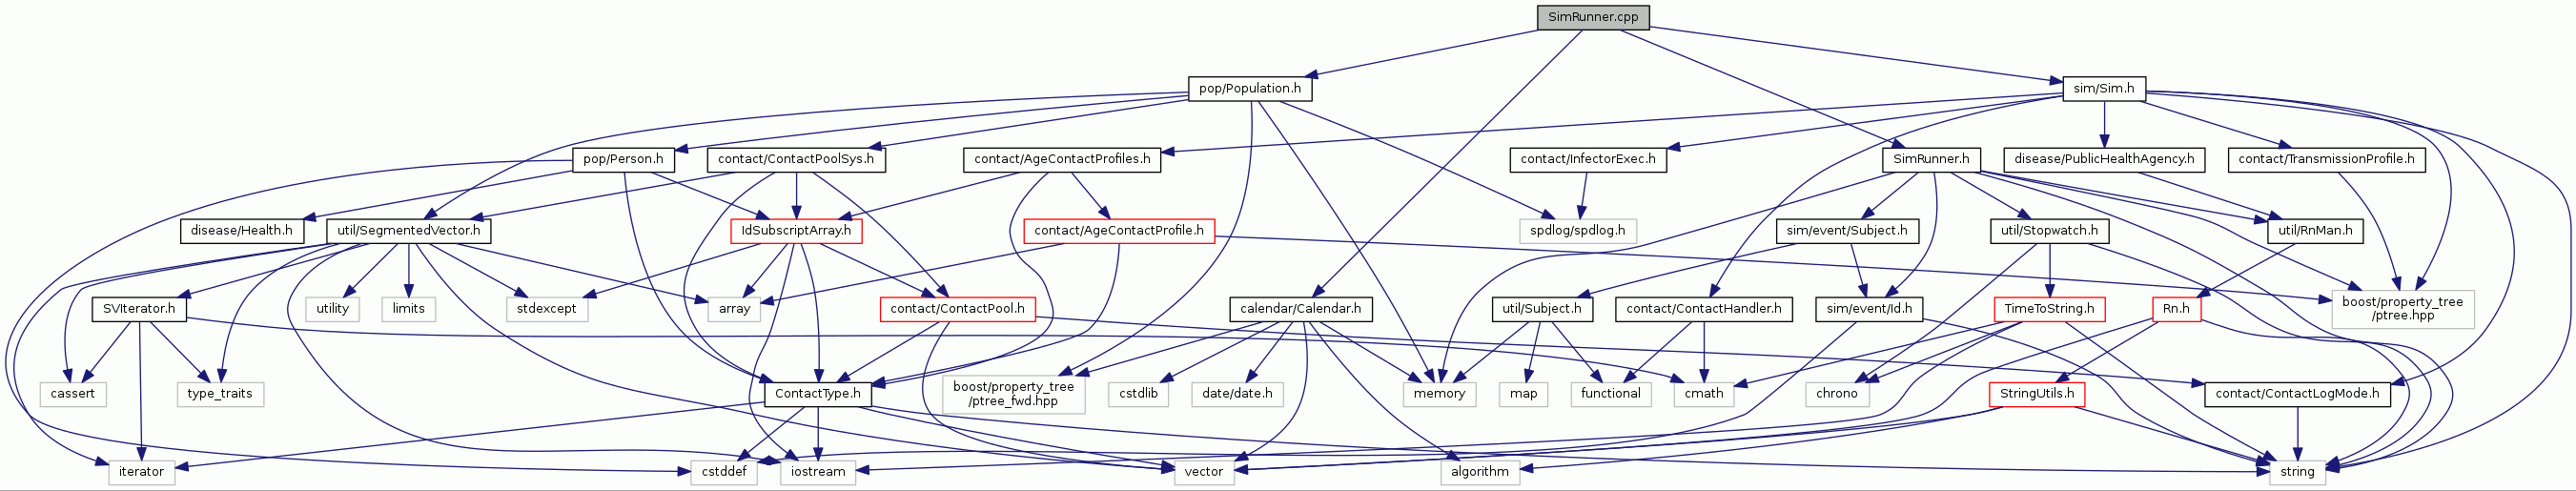 SimRunner.cpp
pop/Population.h
sim/Sim.h
pop/Person.h
contact/ContactPoolSys.h
contact/AgeContactProfiles.h
contact/InfectorExec.h
SimRunner.h
disease/PublicHealthAgency.h
contact/TransmissionProfile.h
disease/Health.h
util/SegmentedVector.h
IdSubscriptArray.h
contact/AgeContactProfile.h
spdlog/spdlog.h
sim/event/Subject.h
util/Stopwatch.h
util/RnMan.h
SVIterator.h
utility
limits
stdexcept
array
contact/ContactPool.h
calendar/Calendar.h
util/Subject.h
contact/ContactHandler.h
sim/event/Id.h
TimeToString.h
Rn.h
boost/property_tree
/ptree.hpp
cassert
type_traits
ContactType.h
boost/property_tree
/ptree_fwd.hpp
cstdlib
date/date.h
memory
map
functional
cmath
chrono
StringUtils.h
contact/ContactLogMode.h
iterator
cstddef
iostream
vector
algorithm
string